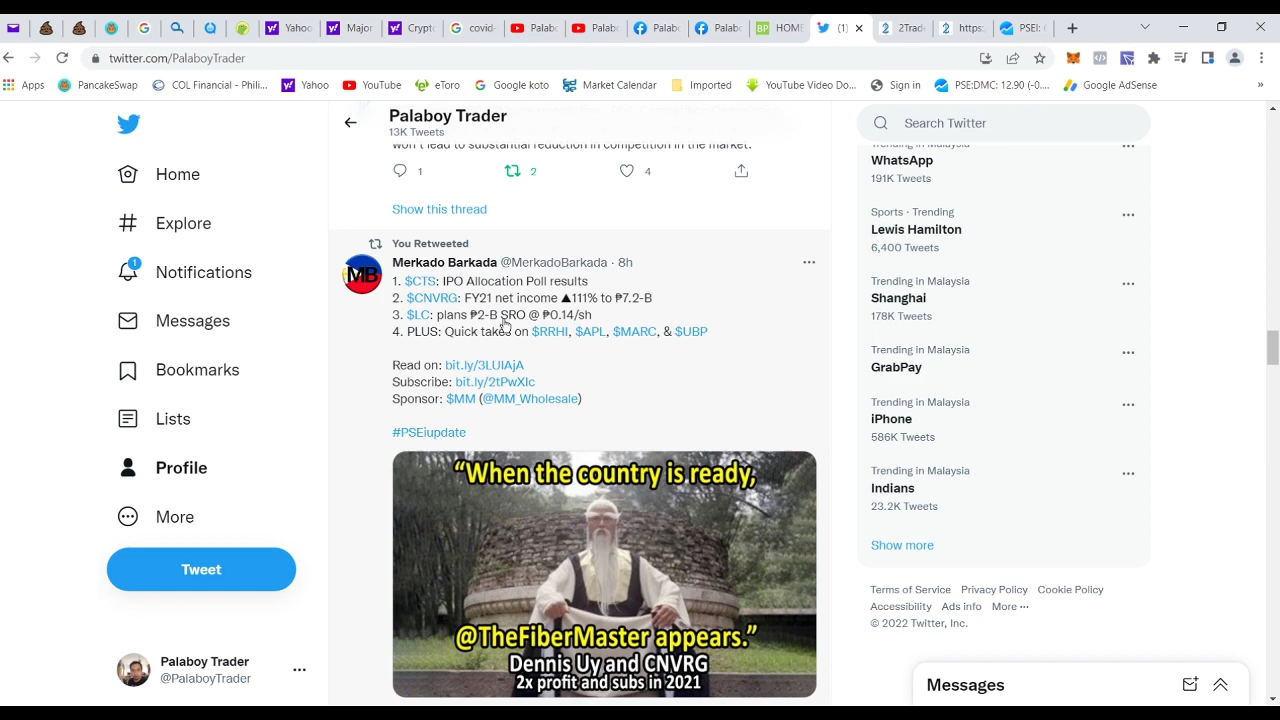 Yahoo
Major
Crypt
covid-
Palab
Palab
Palab
Palab
HOME
(1)
2Trad
https:
PSEI:
twitter.com/PalaboyTrader
Apps
PancakeSwap
COL Financial - Phili...
Yahoo
YouTube
eToro
Google koto
Market Calendar
Imported
YouTube Video Do...
Sign in
PSE:DMC: 12.90 (-0....
Google AdSense
»
Home
Explore
1
Notifications
Messages
Bookmarks
Lists
Profile
More
Tweet
Palaboy Trader
@PalaboyTrader
Palaboy Trader
13K Tweets
won't lead to substantial reduction in competition in the market.
1
2
4
Show this thread
You Retweeted
Merkado Barkada @MerkadoBarkada · 8h
MB
1. $CTS: IPO Allocation Poll results
2. $CNVRG: FY21 net income ▲111% to ₱7.2-B
3. $LC: plans ₱2-B SRO @ ₱0.14/sh
4. PLUS: Quick takes on $RRHI, $APL, $MARC, & $UBP
Read on: bit.ly/3LUIAjA
Subscribe: bit.ly/2tPwXIc
Sponsor: $MM (@MM_Wholesale)
#PSEiupdate
“When the country is ready,
@TheFiberMaster appears.”
Dennis Uy and CNVRG
2x profit and subs in 2021
Search Twitter
Trending in Malaysia
WhatsApp
191K Tweets
Sports · Trending
Lewis Hamilton
6,400 Tweets
Trending in Malaysia
Shanghai
178K Tweets
Trending in Malaysia
GrabPay
Trending in Malaysia
iPhone
586K Tweets
Trending in Malaysia
Indians
23.2K Tweets
Show more
Terms of Service Privacy Policy Cookie Policy
Accessibility Ads info More ···
© 2022 Twitter, Inc.
Messages